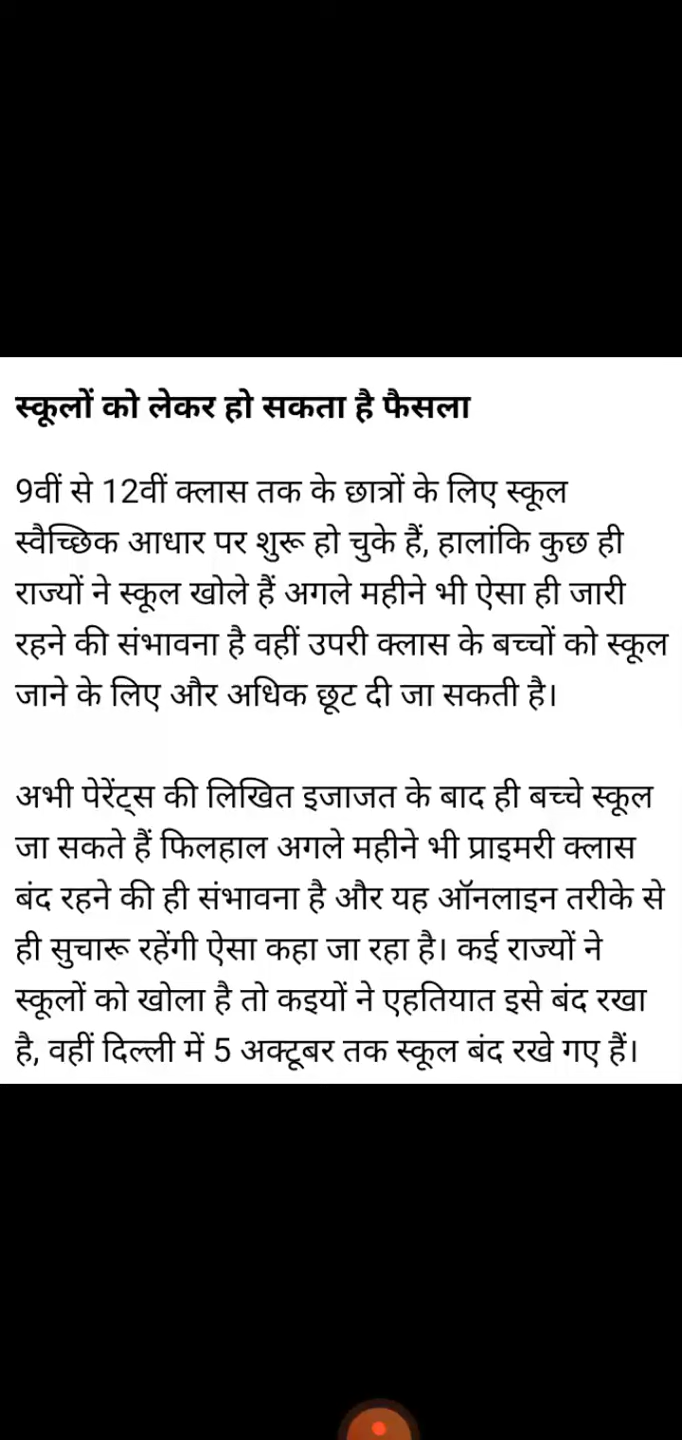 स्कूलों को लेकर हो सकता है फैसला
9वीं से 12वीं क्लास तक के छात्रों के लिए स्कूल
स्वैच्छिक आधार पर शुरू हो चुके हैं, हालांकि कुछ ही
राज्यों ने स्कूल खोले हैं अगले महीने भी ऐसा ही जारी
रहने की संभावना है वहीं उपरी क्लास के बच्चों को स्कूल
जाने के लिए और अधिक छूट दी जा सकती है।
अभी पेरेंट्स की लिखित इजाजत के बाद ही बच्चे स्कूल
जा सकते हैं फिलहाल अगले महीने भी प्राइमरी क्लास
बंद रहने की ही संभावना है और यह ऑनलाइन तरीके से
ही सुचारू रहेंगी ऐसा कहा जा रहा है। कई राज्यों ने
स्कूलों को खोला है तो कइयों ने एहतियात इसे बंद रखा
है, वहीं दिल्ली में 5 अक्टूबर तक स्कूल बंद रखे गए हैं।